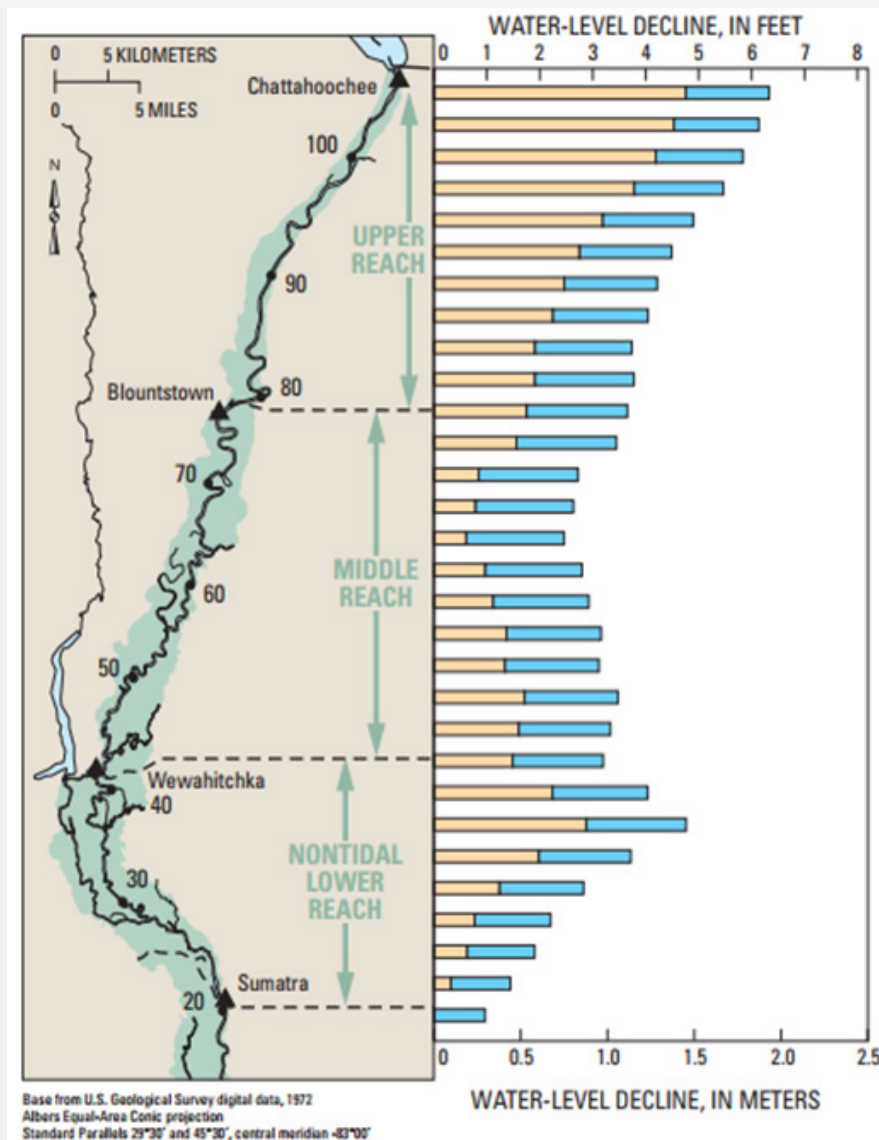 WATER-LEVEL DECLINE, IN FEET
0 1 2 3 4 5 6 7 8
0 5 KILOMETERS
0 5 MILES
Chattahoochee
N
100
UPPER
REACH
90
80
Blountstown
70
MIDDLE
REACH
60
50
Wewahitchka
40
NONTIDAL
LOWER
REACH
30
Sumatra
20
0 0.5 1.0 1.5 2.0 2.5
WATER-LEVEL DECLINE, IN METERS
Base from U.S. Geological Survey digital data, 1972
Albers Equal-Area Conic projection
Standard Parallels 29°30' and 45°30', central meridian -83°00'